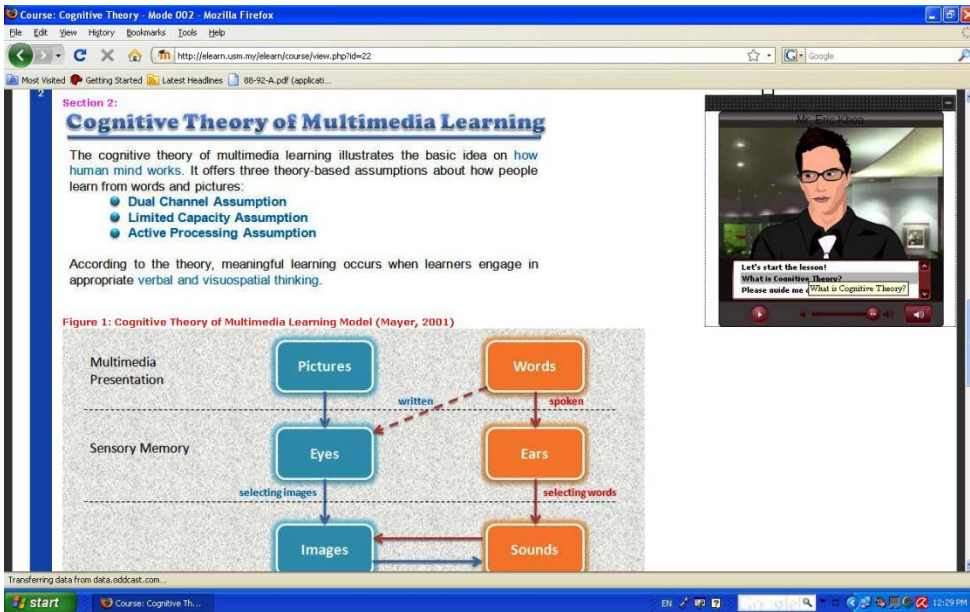 Course: Cognitive Theory - Mode 002 - Mozilla Firefox
File Edit View History Bookmarks Tools Help
http://elearn.usm.my/elearn/course/view.php?id=22
Google
Most Visited Getting Started Latest Headlines 88-92-A.pdf (applicati...
2
Section 2:
Cognitive Theory of Multimedia Learning
The cognitive theory of multimedia learning illustrates the basic idea on how
human mind works. It offers three theory-based assumptions about how people
learn from words and pictures:
Dual Channel Assumption
Limited Capacity Assumption
Active Processing Assumption
According to the theory, meaningful learning occurs when learners engage in
appropriate verbal and visuospatial thinking.
Mr. Eric Khoo
Let's start the lesson!
What is Cognitive Theory?
Please guide me
What is Cognitive Theory?
Figure 1: Cognitive Theory of Multimedia Learning Model (Mayer, 2001)
Multimedia
Presentation
Pictures
Words
written
spoken
Sensory Memory
Eyes
Ears
selecting images
selecting words
Images
Sounds
Transferring data from data.oddcast.com...
start
Course: Cognitive Th...
EN
12:29 PM